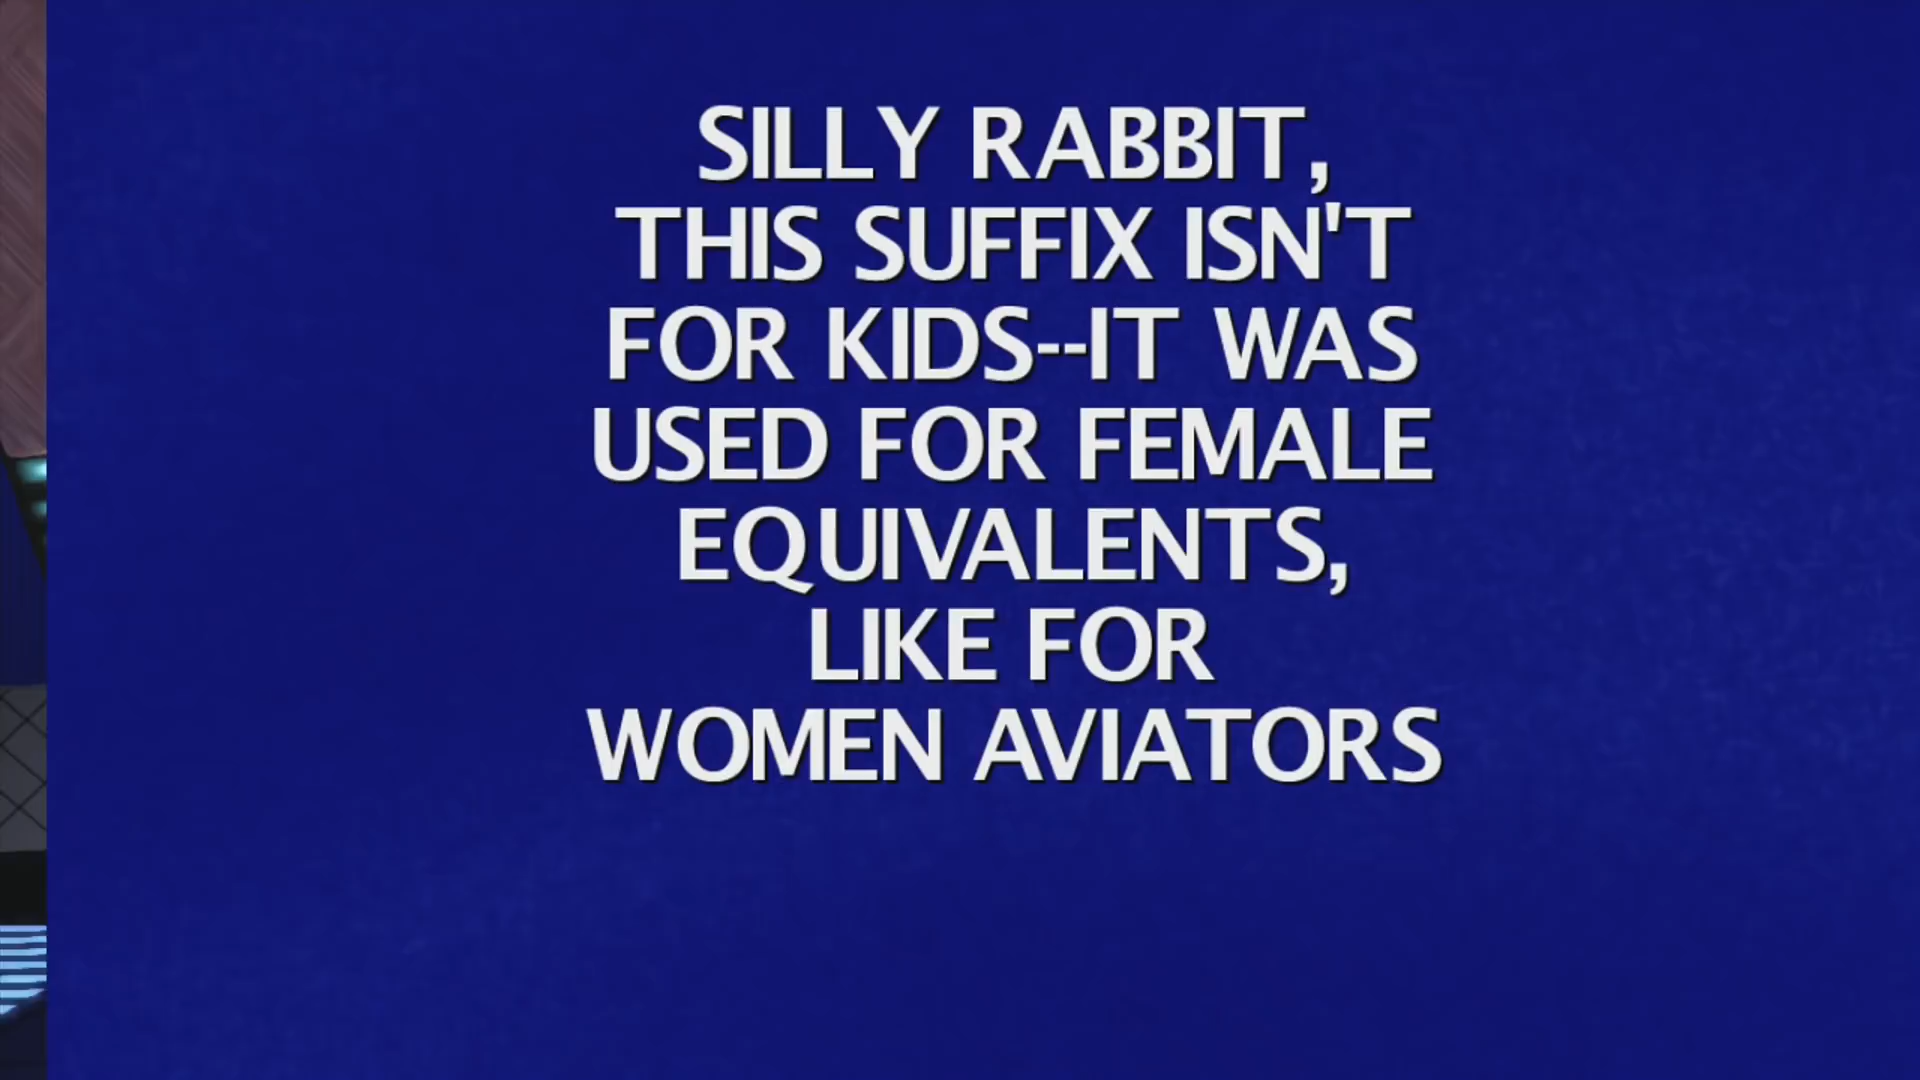 SILLY RABBIT,
THIS SUFFIX ISN'T
FOR KIDS--IT WAS
USED FOR FEMALE
EQUIVALENTS,
LIKE FOR
WOMEN AVIATORS